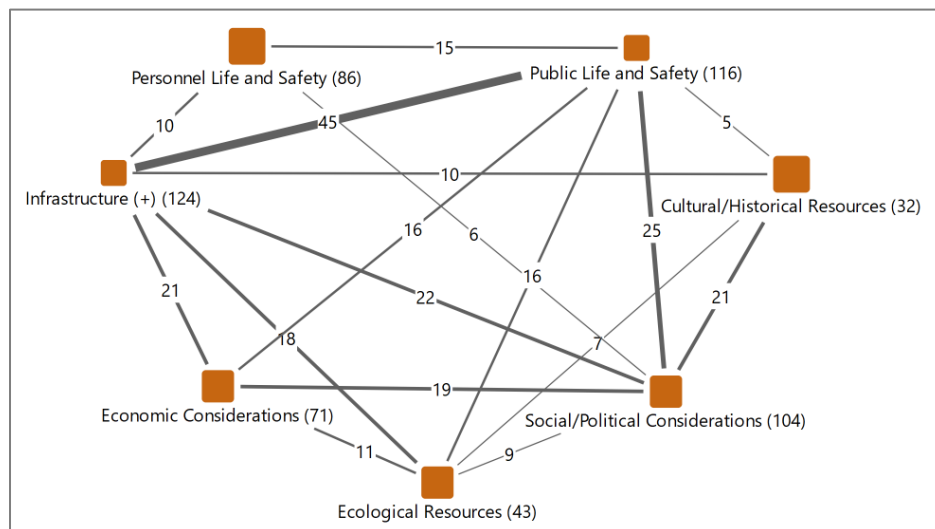 15
Personnel Life and Safety (86)
Public Life and Safety (116)
10
45
5
10
Infrastructure (+) (124)
Cultural/Historical Resources (32)
16
6
25
16
21
22
21
18
7
19
Economic Considerations (71)
Social/Political Considerations (104)
11
9
Ecological Resources (43)